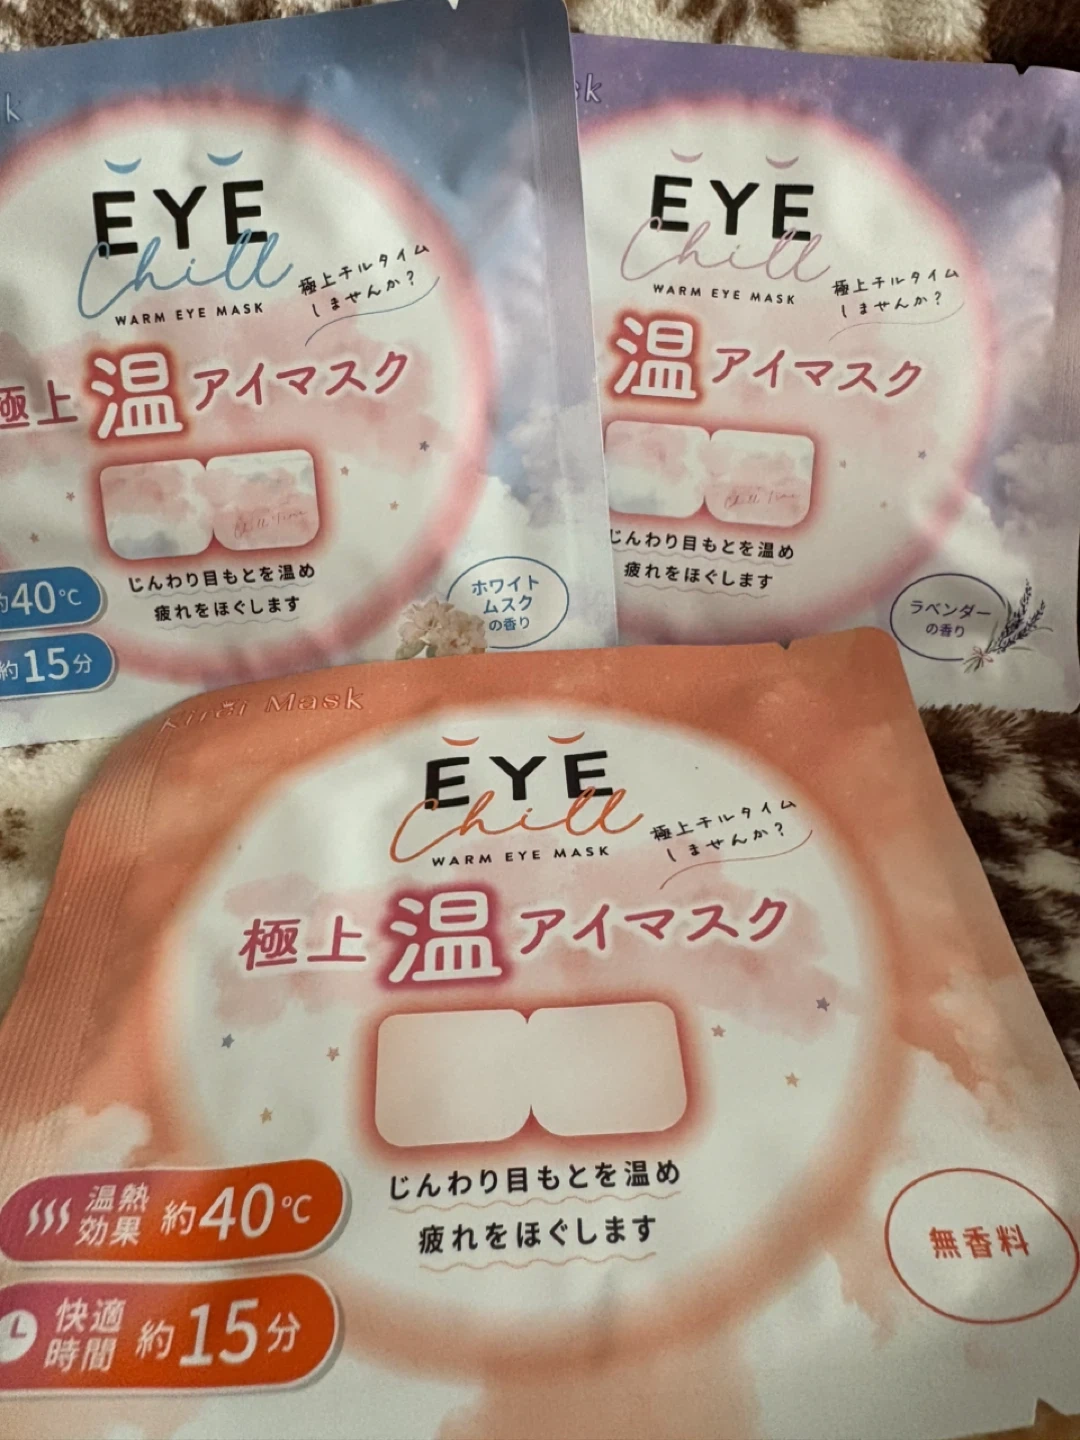 EYE
Chill
WARM EYE MASK
極上チルタイム
しませんか?
極上 温 アイマスク
Chill Time
じんわり目もとを温め
疲れをほぐします
約40℃
約15分
ホワイト
ムスク
の香り
EYE
Chill
WARM EYE MASK
極上チルタイム
しませんか?
温 アイマスク
Chill Time
じんわり目もとを温め
疲れをほぐします
ラベンダー
の香り
Kirei Mask
EYE
Chill
WARM EYE MASK
極上チルタイム
しませんか?
極上 温 アイマスク
じんわり目もとを温め
疲れをほぐします
温熱
効果 約40℃
快適
時間 約15分
無香料